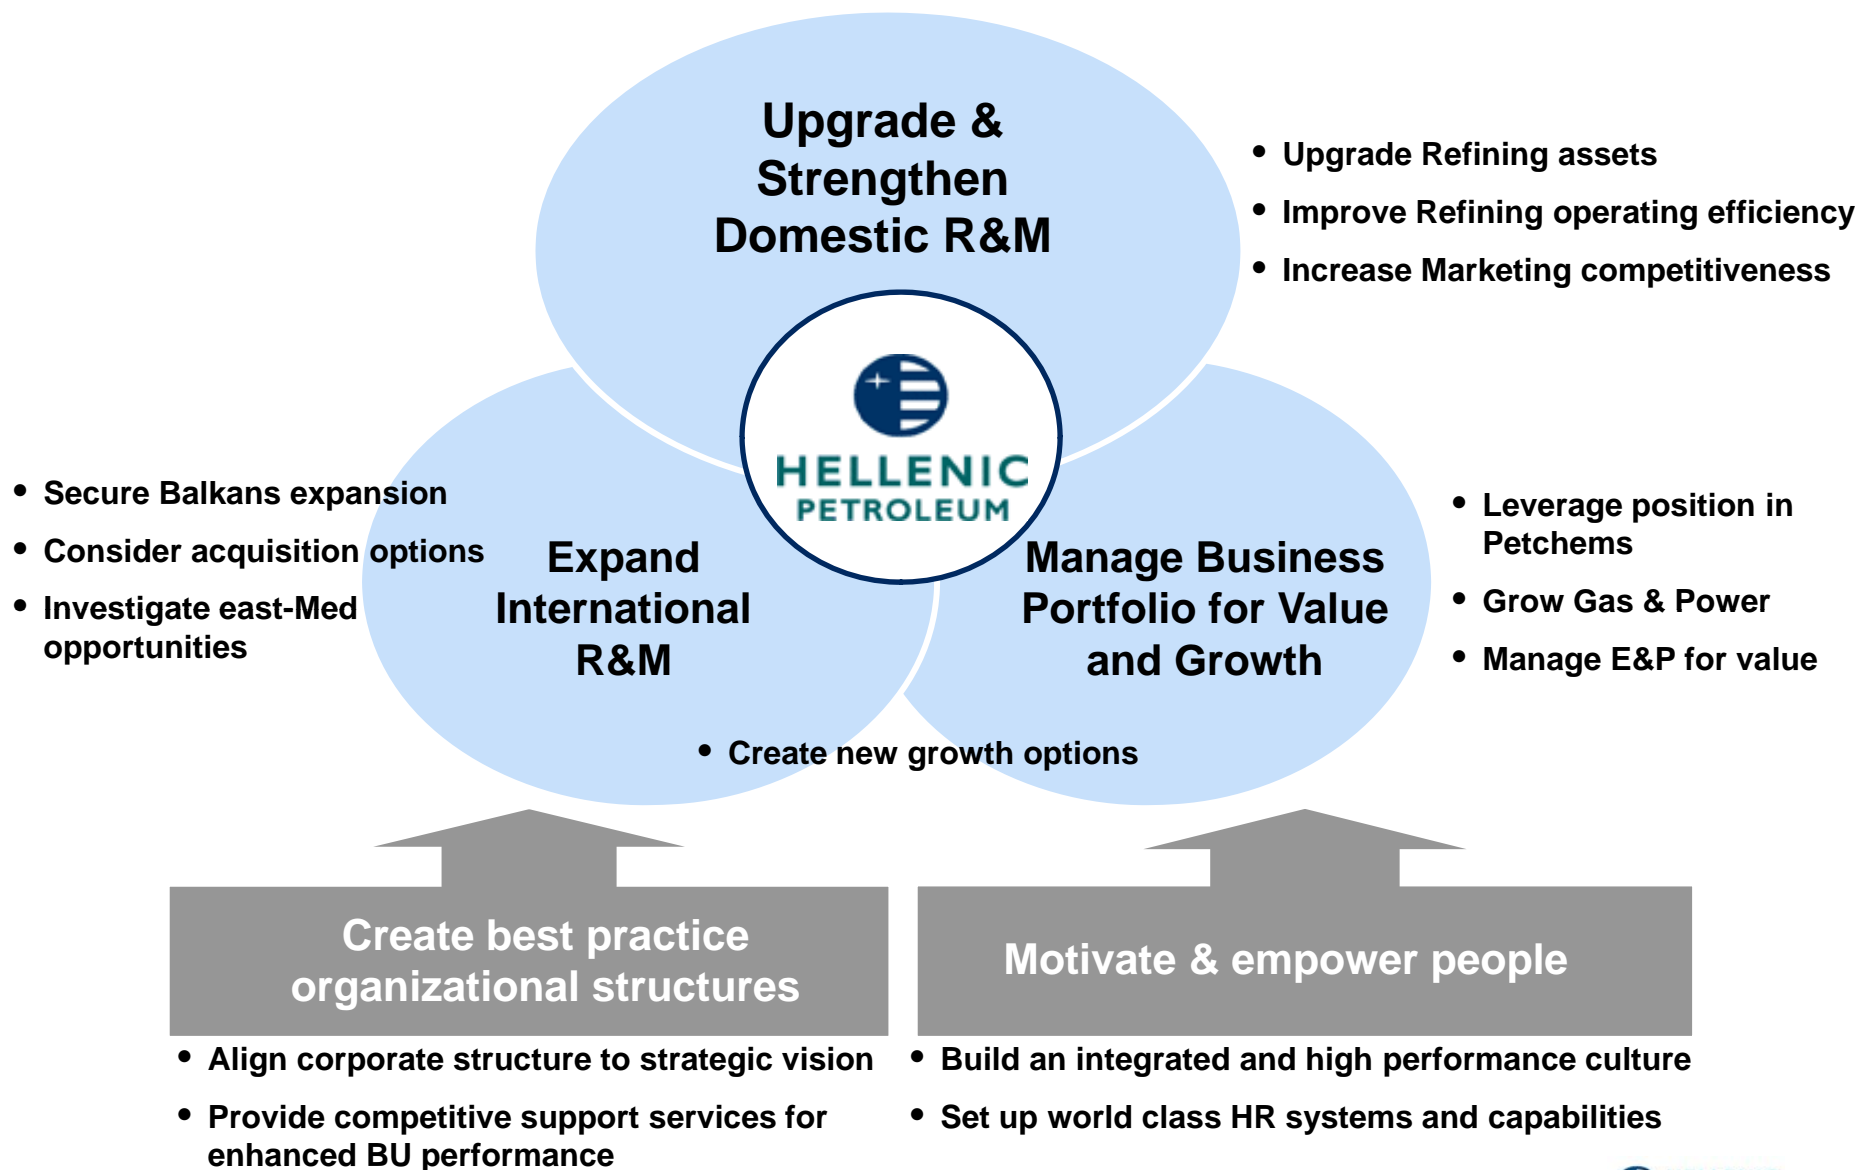 Upgrade &
Strengthen
Domestic R&M
• Upgrade Refining assets
• Improve Refining operating efficiency
• Increase Marketing competitiveness
HELLENIC
PETROLEUM
• Secure Balkans expansion
• Consider acquisition options
• Investigate east-Med
opportunities
Expand
International
R&M
Manage Business
Portfolio for Value
and Growth
• Leverage position in
Petchems
• Grow Gas & Power
• Manage E&P for value
• Create new growth options
Create best practice
organizational structures
Motivate & empower people
• Align corporate structure to strategic vision
• Provide competitive support services for
enhanced BU performance
• Build an integrated and high performance culture
• Set up world class HR systems and capabilities